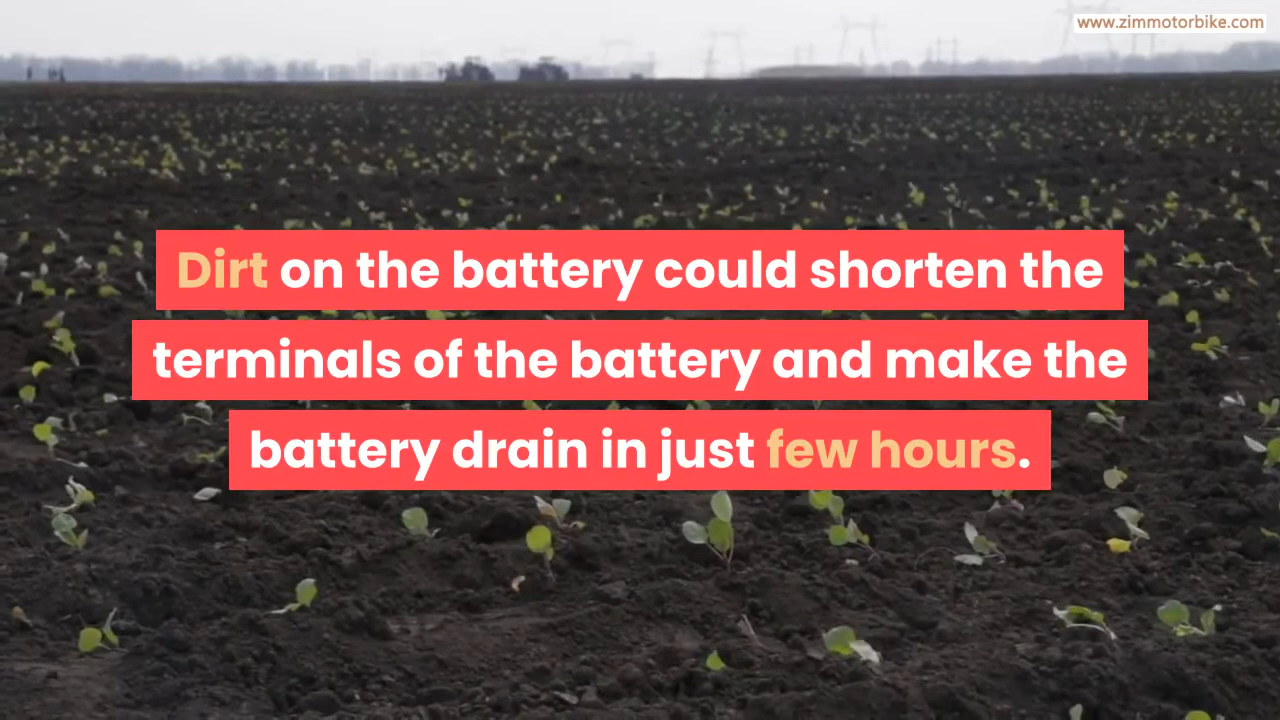 www.zimmotorbike.com
Dirt on the battery could shorten the
terminals of the battery and make the
battery drain in just few hours.